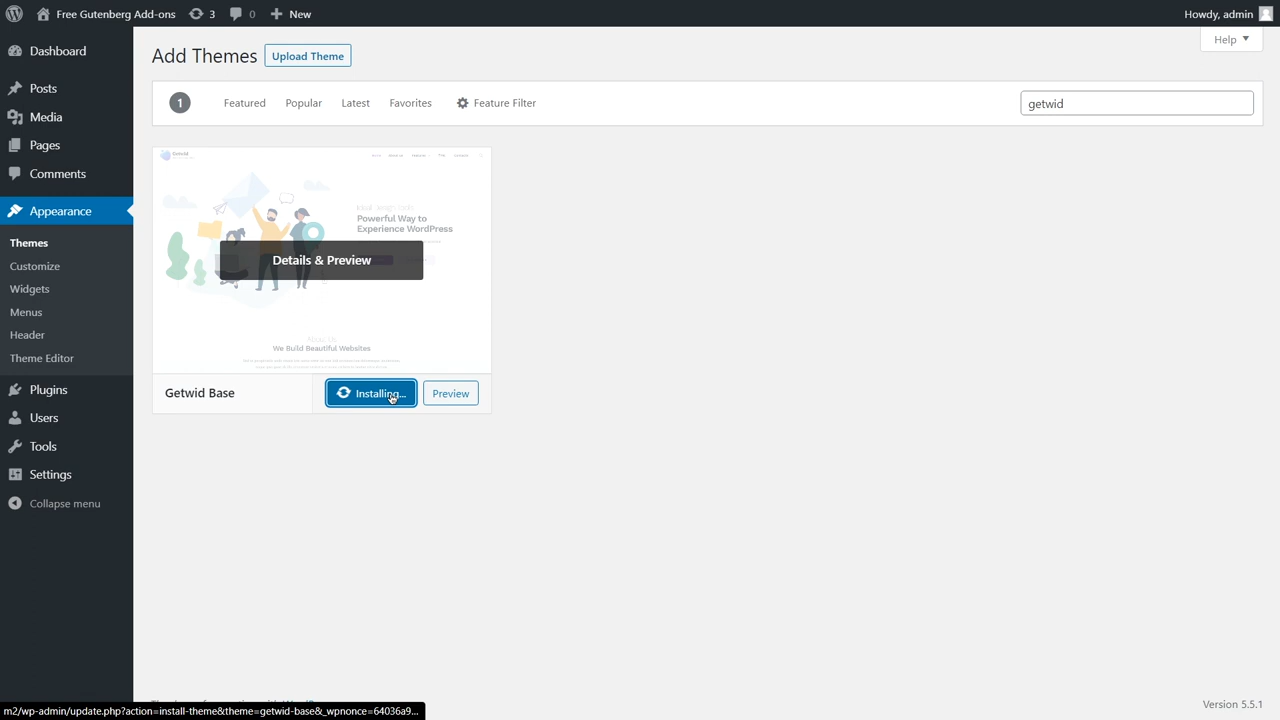 Free Gutenberg Add-ons 3 0 New Howdy, admin
Help
Add Themes Upload Theme
1 Featured Popular Latest Favorites Feature Filter getwid
Dashboard
Posts
Media
Pages
Comments
Appearance
Themes
Customize
Widgets
Menus
Header
Theme Editor
Plugins
Users
Tools
Settings
Collapse menu
Getwid
Powerful Way to
Experience WordPress
Details & Preview
About Us
We Build Beautiful Websites
Getwid Base Installing... Preview
m2/wp-admin/update.php?action=install-theme&theme=getwid-base&_wpnonce=64036a9...
Version 5.5.1